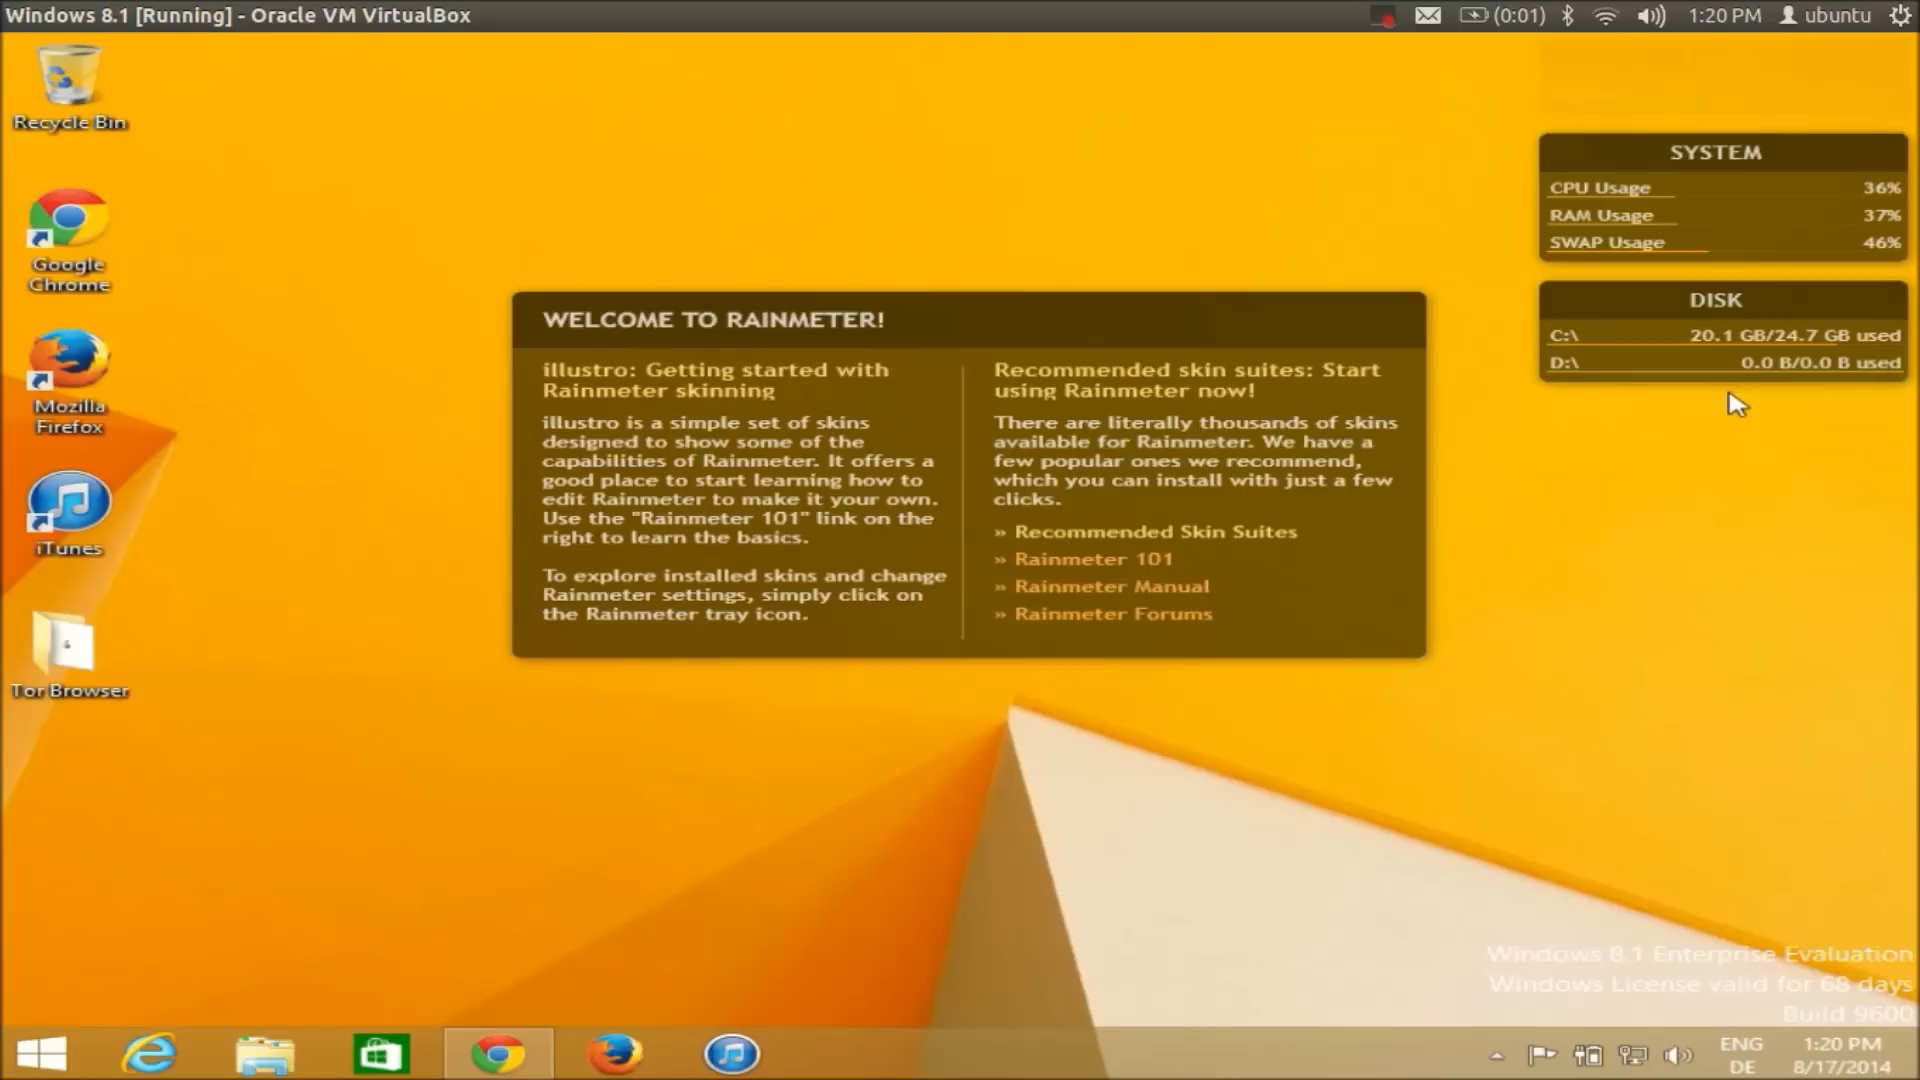 Windows 8.1 [Running] - Oracle VM VirtualBox
(0:01) 1:20 PM ubuntu
Recycle Bin
Google
Chrome
Mozilla
Firefox
iTunes
Tor Browser
WELCOME TO RAINMETER!
illustro: Getting started with
Rainmeter skinning
illustro is a simple set of skins
designed to show some of the
capabilities of Rainmeter. It offers a
good place to start learning how to
edit Rainmeter to make it your own.
Use the "Rainmeter 101" link on the
right to learn the basics.
To explore installed skins and change
Rainmeter settings, simply click on
the Rainmeter tray icon.
Recommended skin suites: Start
using Rainmeter now!
There are literally thousands of skins
available for Rainmeter. We have a
few popular ones we recommend,
which you can install with just a few
clicks.
» Recommended Skin Suites
» Rainmeter 101
» Rainmeter Manual
» Rainmeter Forums
SYSTEM
CPU Usage 36%
RAM Usage 37%
SWAP Usage 46%
DISK
C:\ 20.1 GB/24.7 GB used
D:\ 0.0 B/0.0 B used
Windows 8.1 Enterprise Evaluation
Windows License valid for 68 days
Build 9600
ENG
DE
1:20 PM
8/17/2014